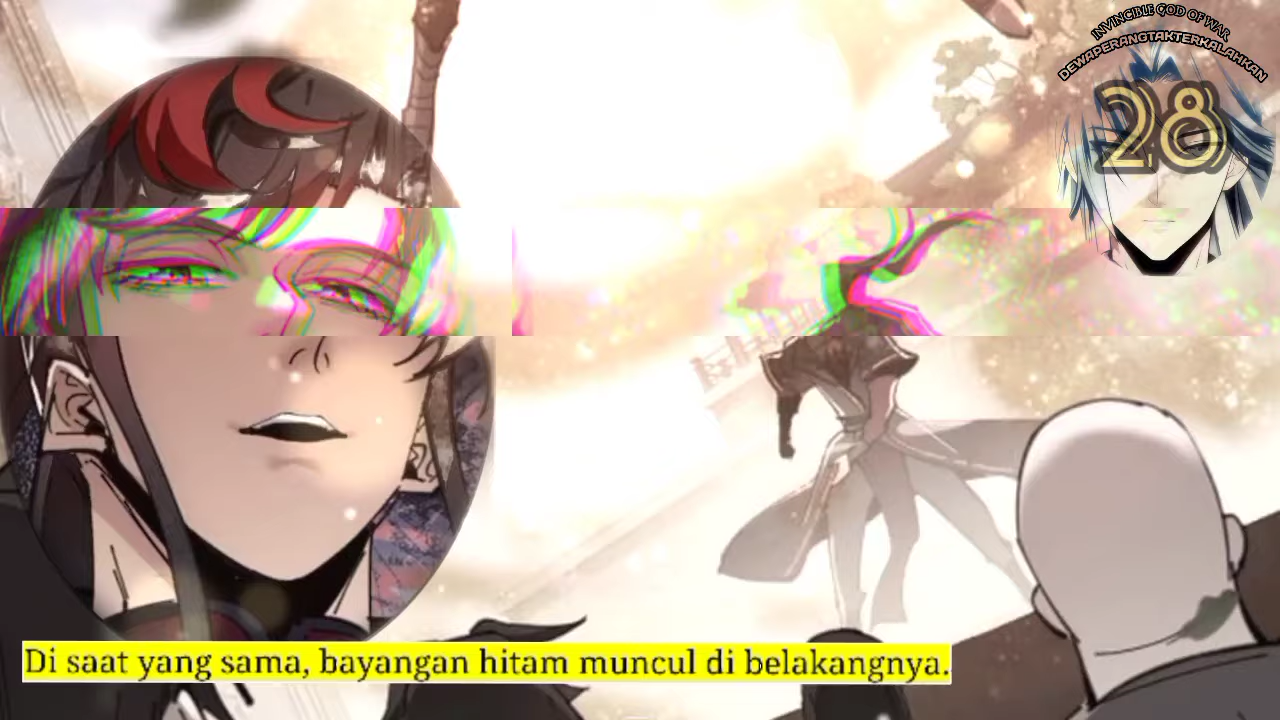 INVINCIBLE GOD OF WAR
DEWAPERANGTAKTERKALAHKAN
28
Di saat yang sama, bayangan hitam muncul di belakangnya.